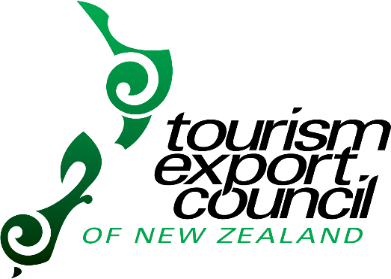 tourism
export
council
OF NEW ZEALAND